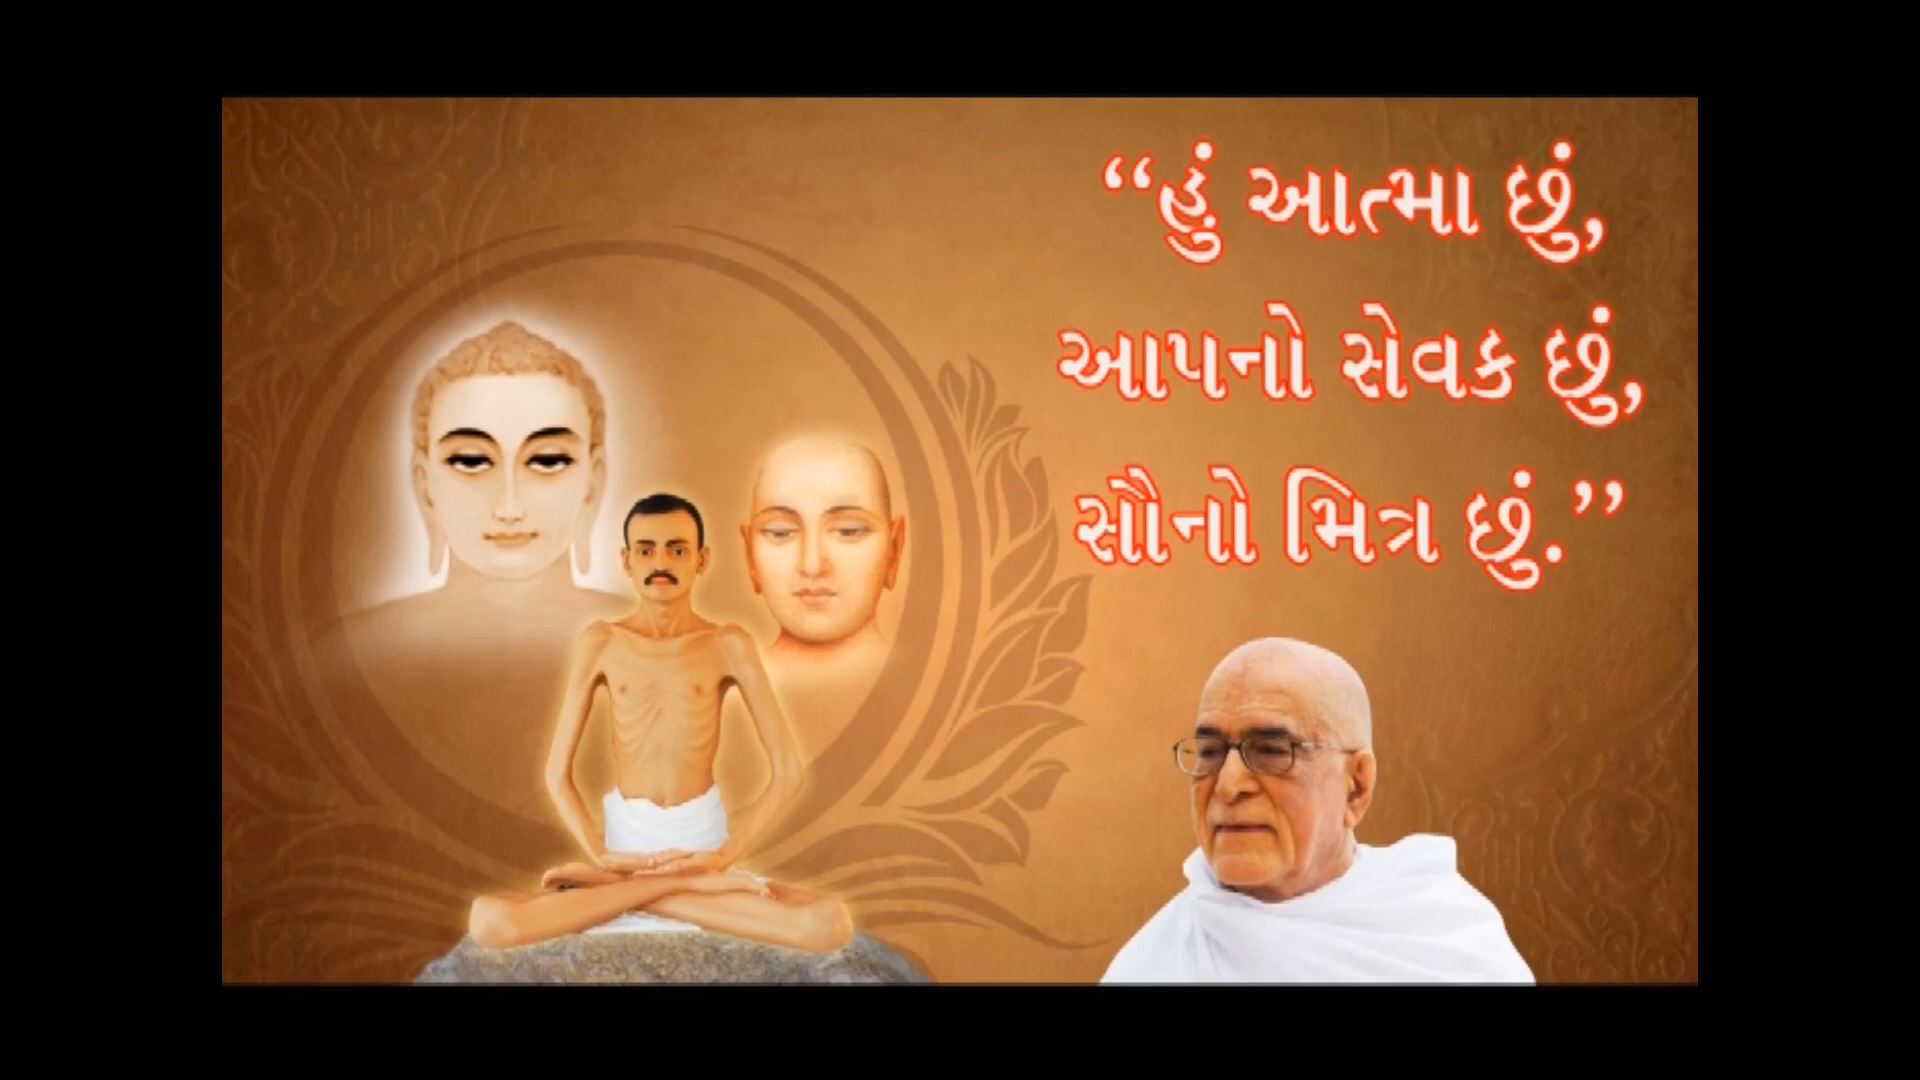 “હું આત્મા છું,
આપનો સેવક છું,
સૌનો મિત્ર છું.”